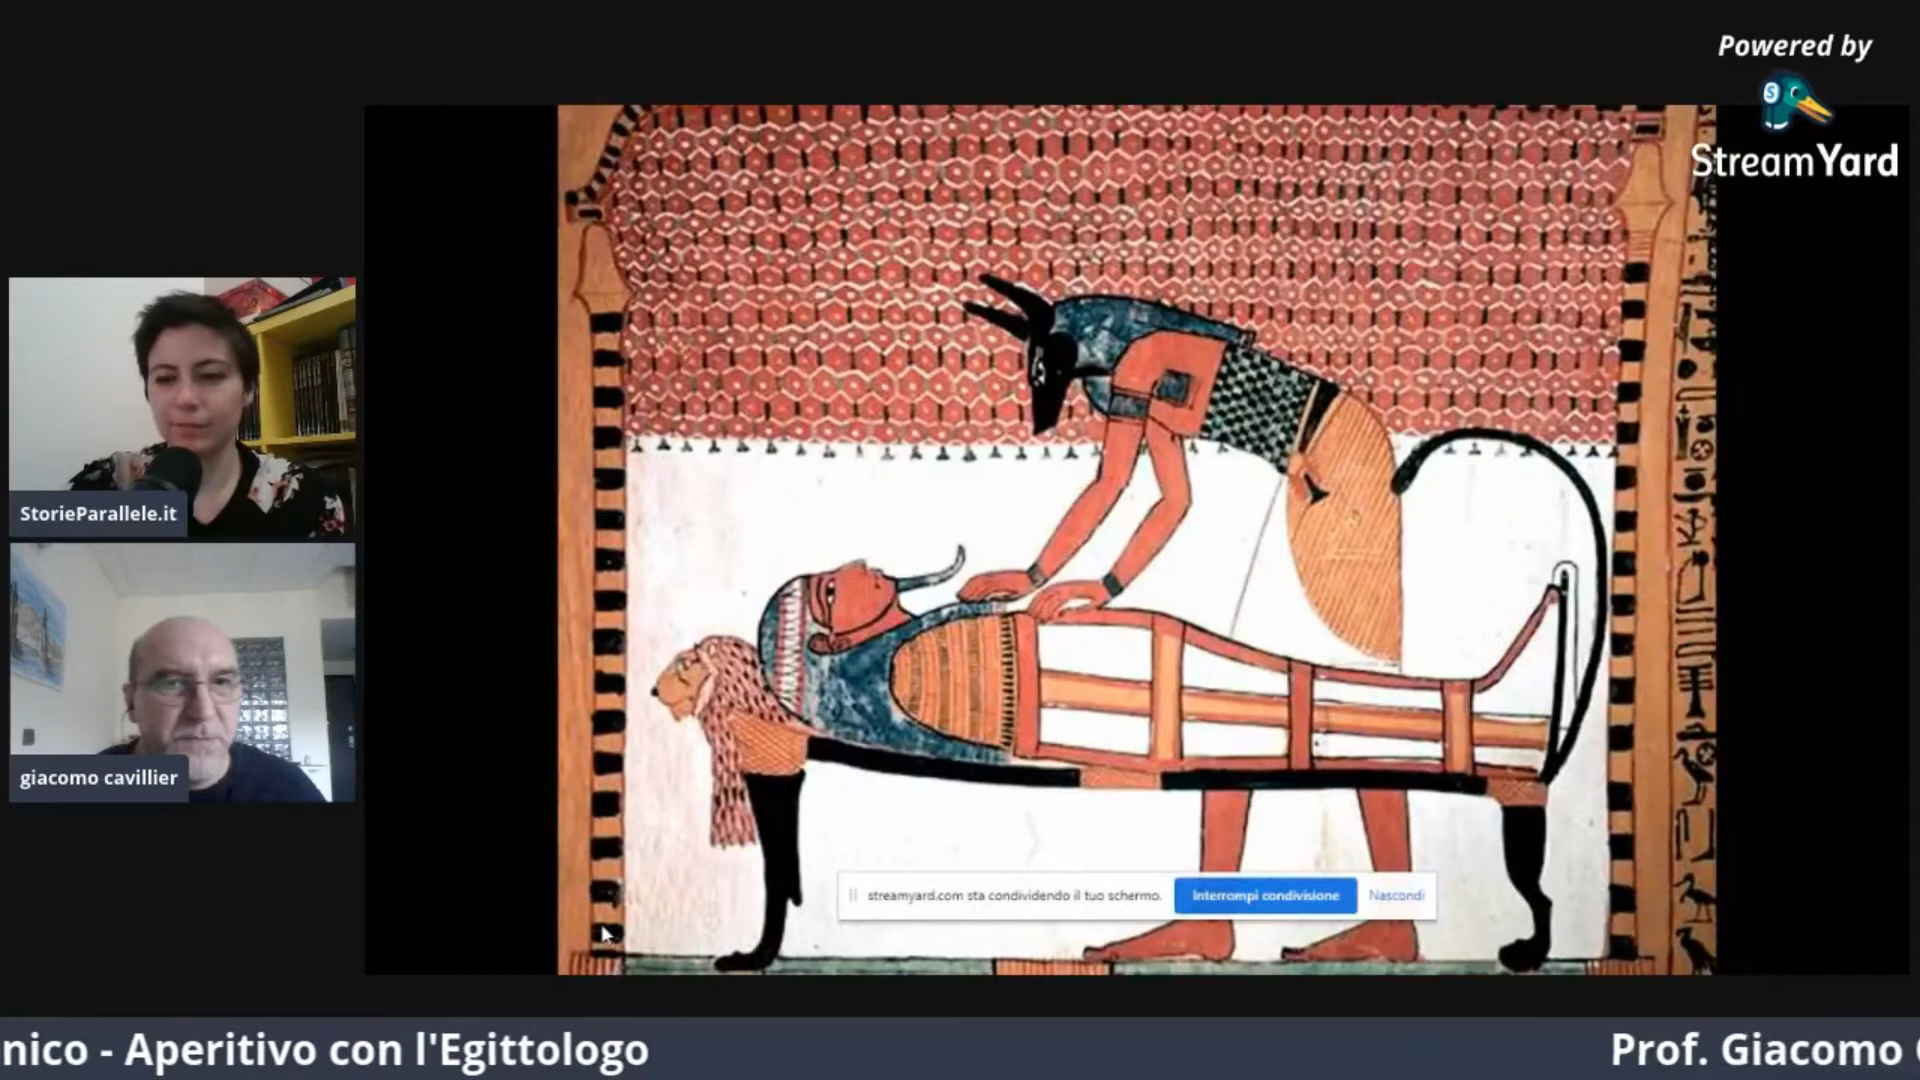 Powered by
StreamYard
StorieParallele.it
giacomo cavillier
streamyard.com sta condividendo il tuo schermo. Interrompi condivisione Nascondi
nico - Aperitivo con l'Egittologo Prof. Giacomo